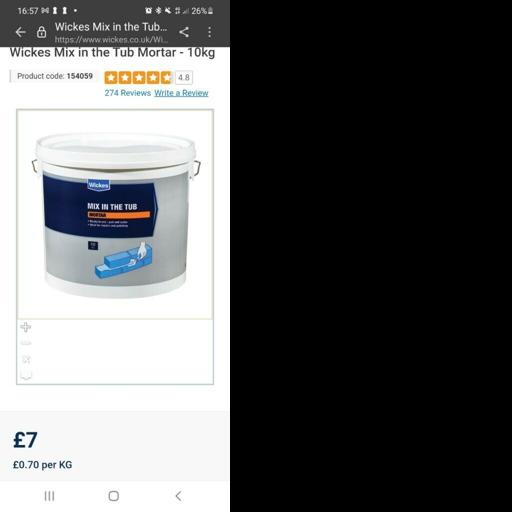 16:57
26%
Wickes Mix in the Tub...
https://www.wickes.co.uk/Wi...
Wickes Mix in the Tub Mortar - 10kg
Product code: 154059
4.8
274 Reviews Write a Review
Wickes
MIX IN THE TUB
MORTAR
£7
£0.70 per KG